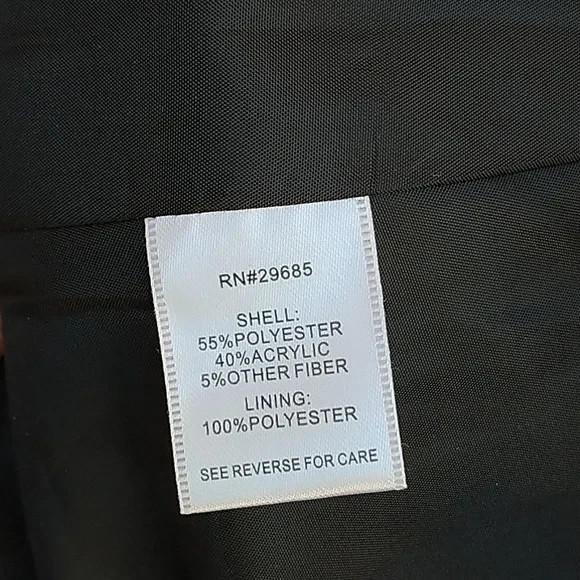 RN#29685
SHELL:
55%POLYESTER
40%ACRYLIC
5%OTHER FIBER
LINING:
100%POLYESTER
SEE REVERSE FOR CARE